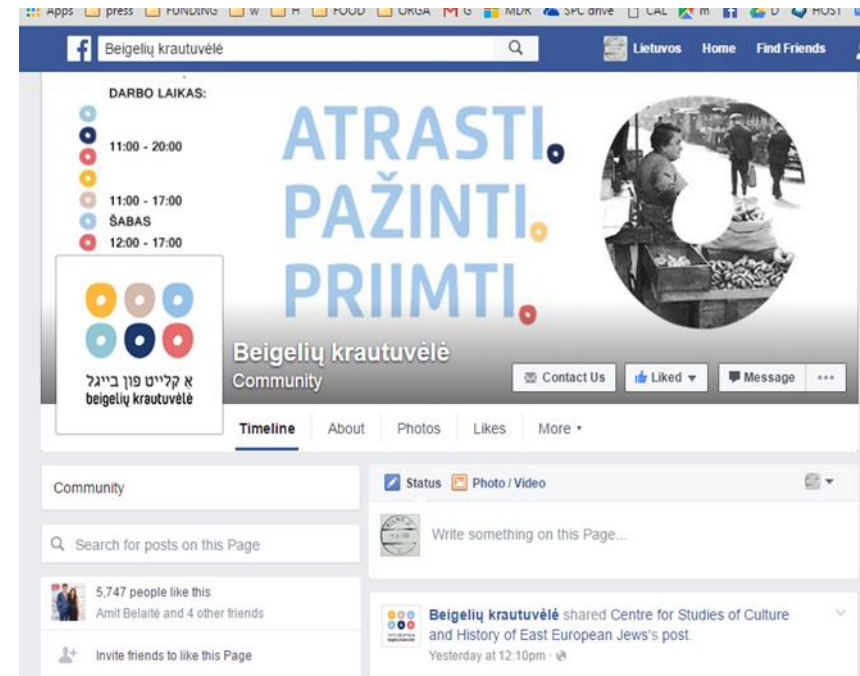 Apps press FUNDING W H FOOD ORGA M G MDR SPC drive CAL m D HOST
Beigelių krautuvėlė
Lietuvos Home Find Friends
DARBO LAIKAS:
11:00 - 20:00
11:00 - 17:00
ŠABAS
12:00 - 17:00
ATRASTI.
PAŽINTI.
PRIIMTI.
א קלייט פון בייגל
beigelių krautuvėlė
Beigelių krautuvėlė
Community
Contact Us Liked Message
Timeline About Photos Likes More
Community
Search for posts on this Page
5,747 people like this
Amit Belaitė and 4 other friends
Invite friends to like this Page
Status Photo / Video
Write something on this Page...
Beigelių krautuvėlė shared Centre for Studies of Culture
and History of East European Jews's post.
Yesterday at 12:10pm